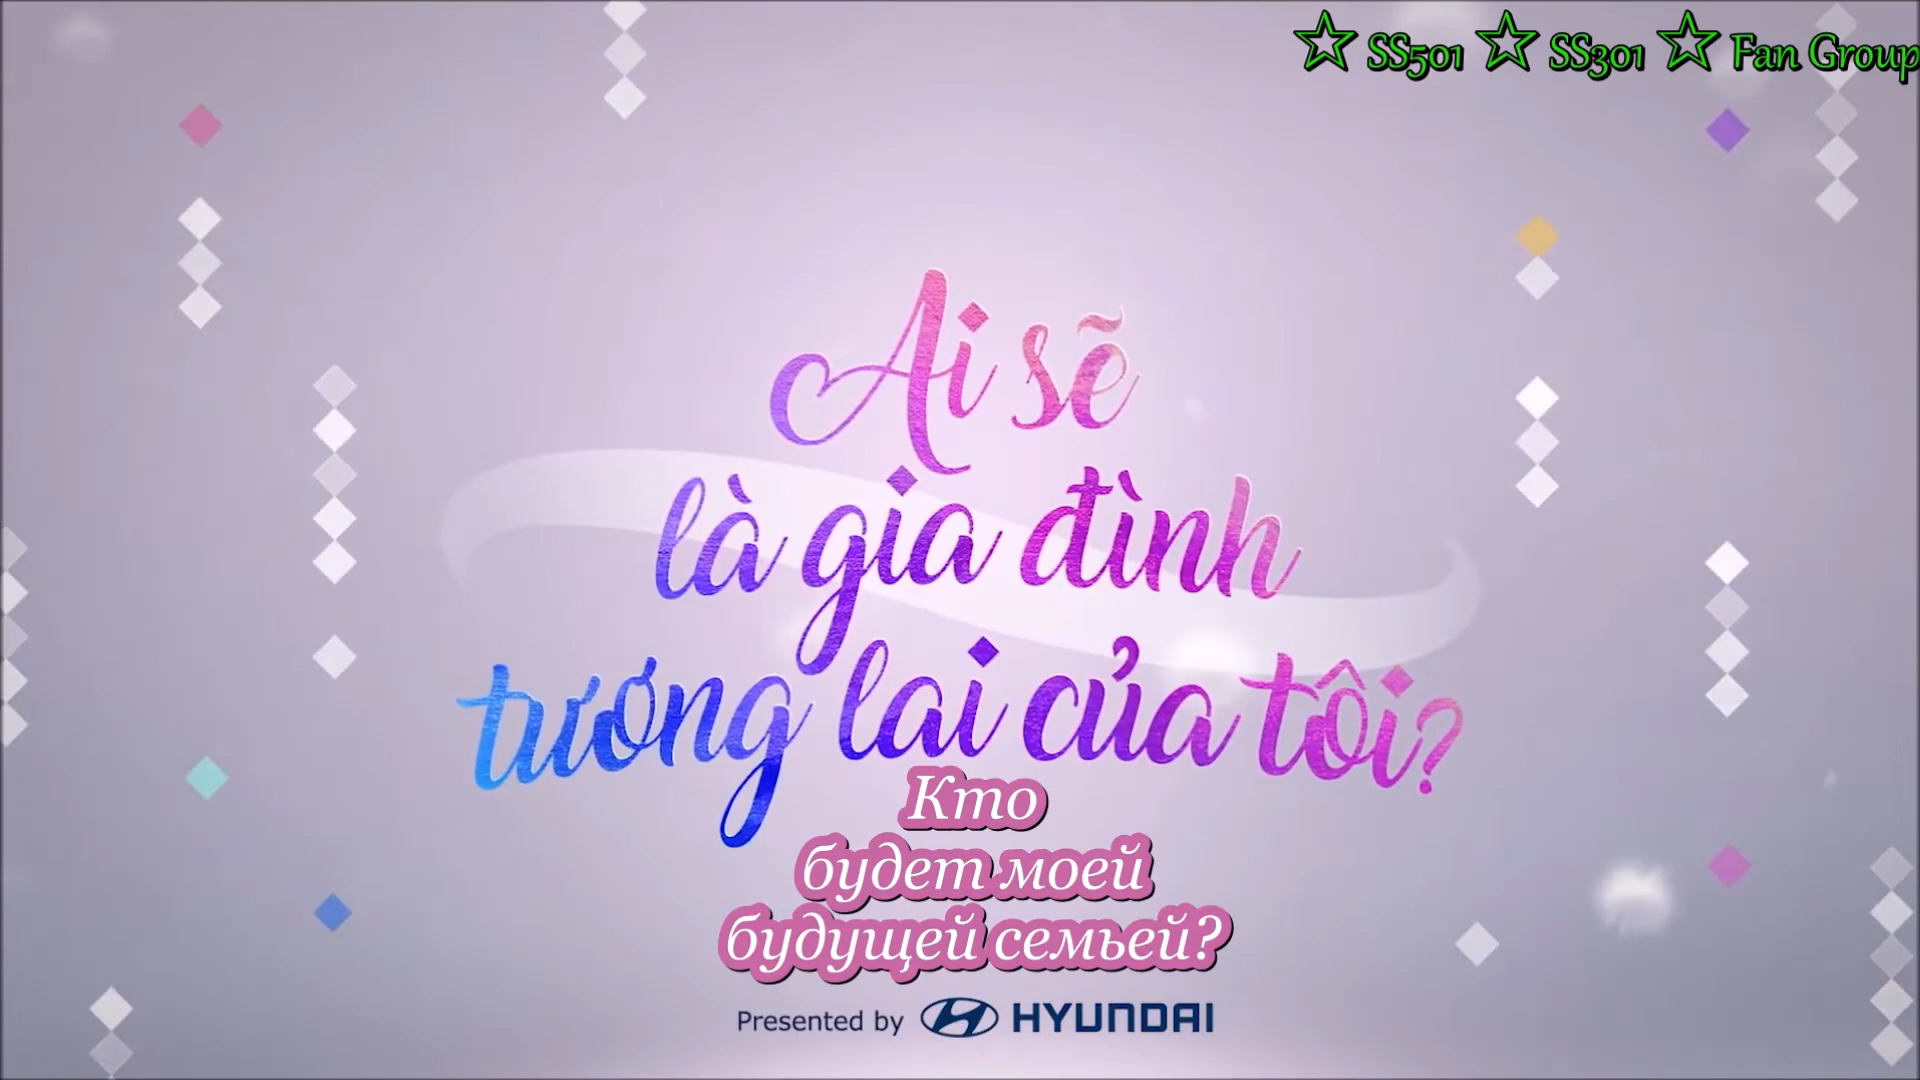 ☆ SS501 ☆ SS301 ☆ Fan Group
Ai sẽ
là gia đình
tương lai của tôi?
Кто
будет моей
будущей семьей?
Presented by HYUNDAI